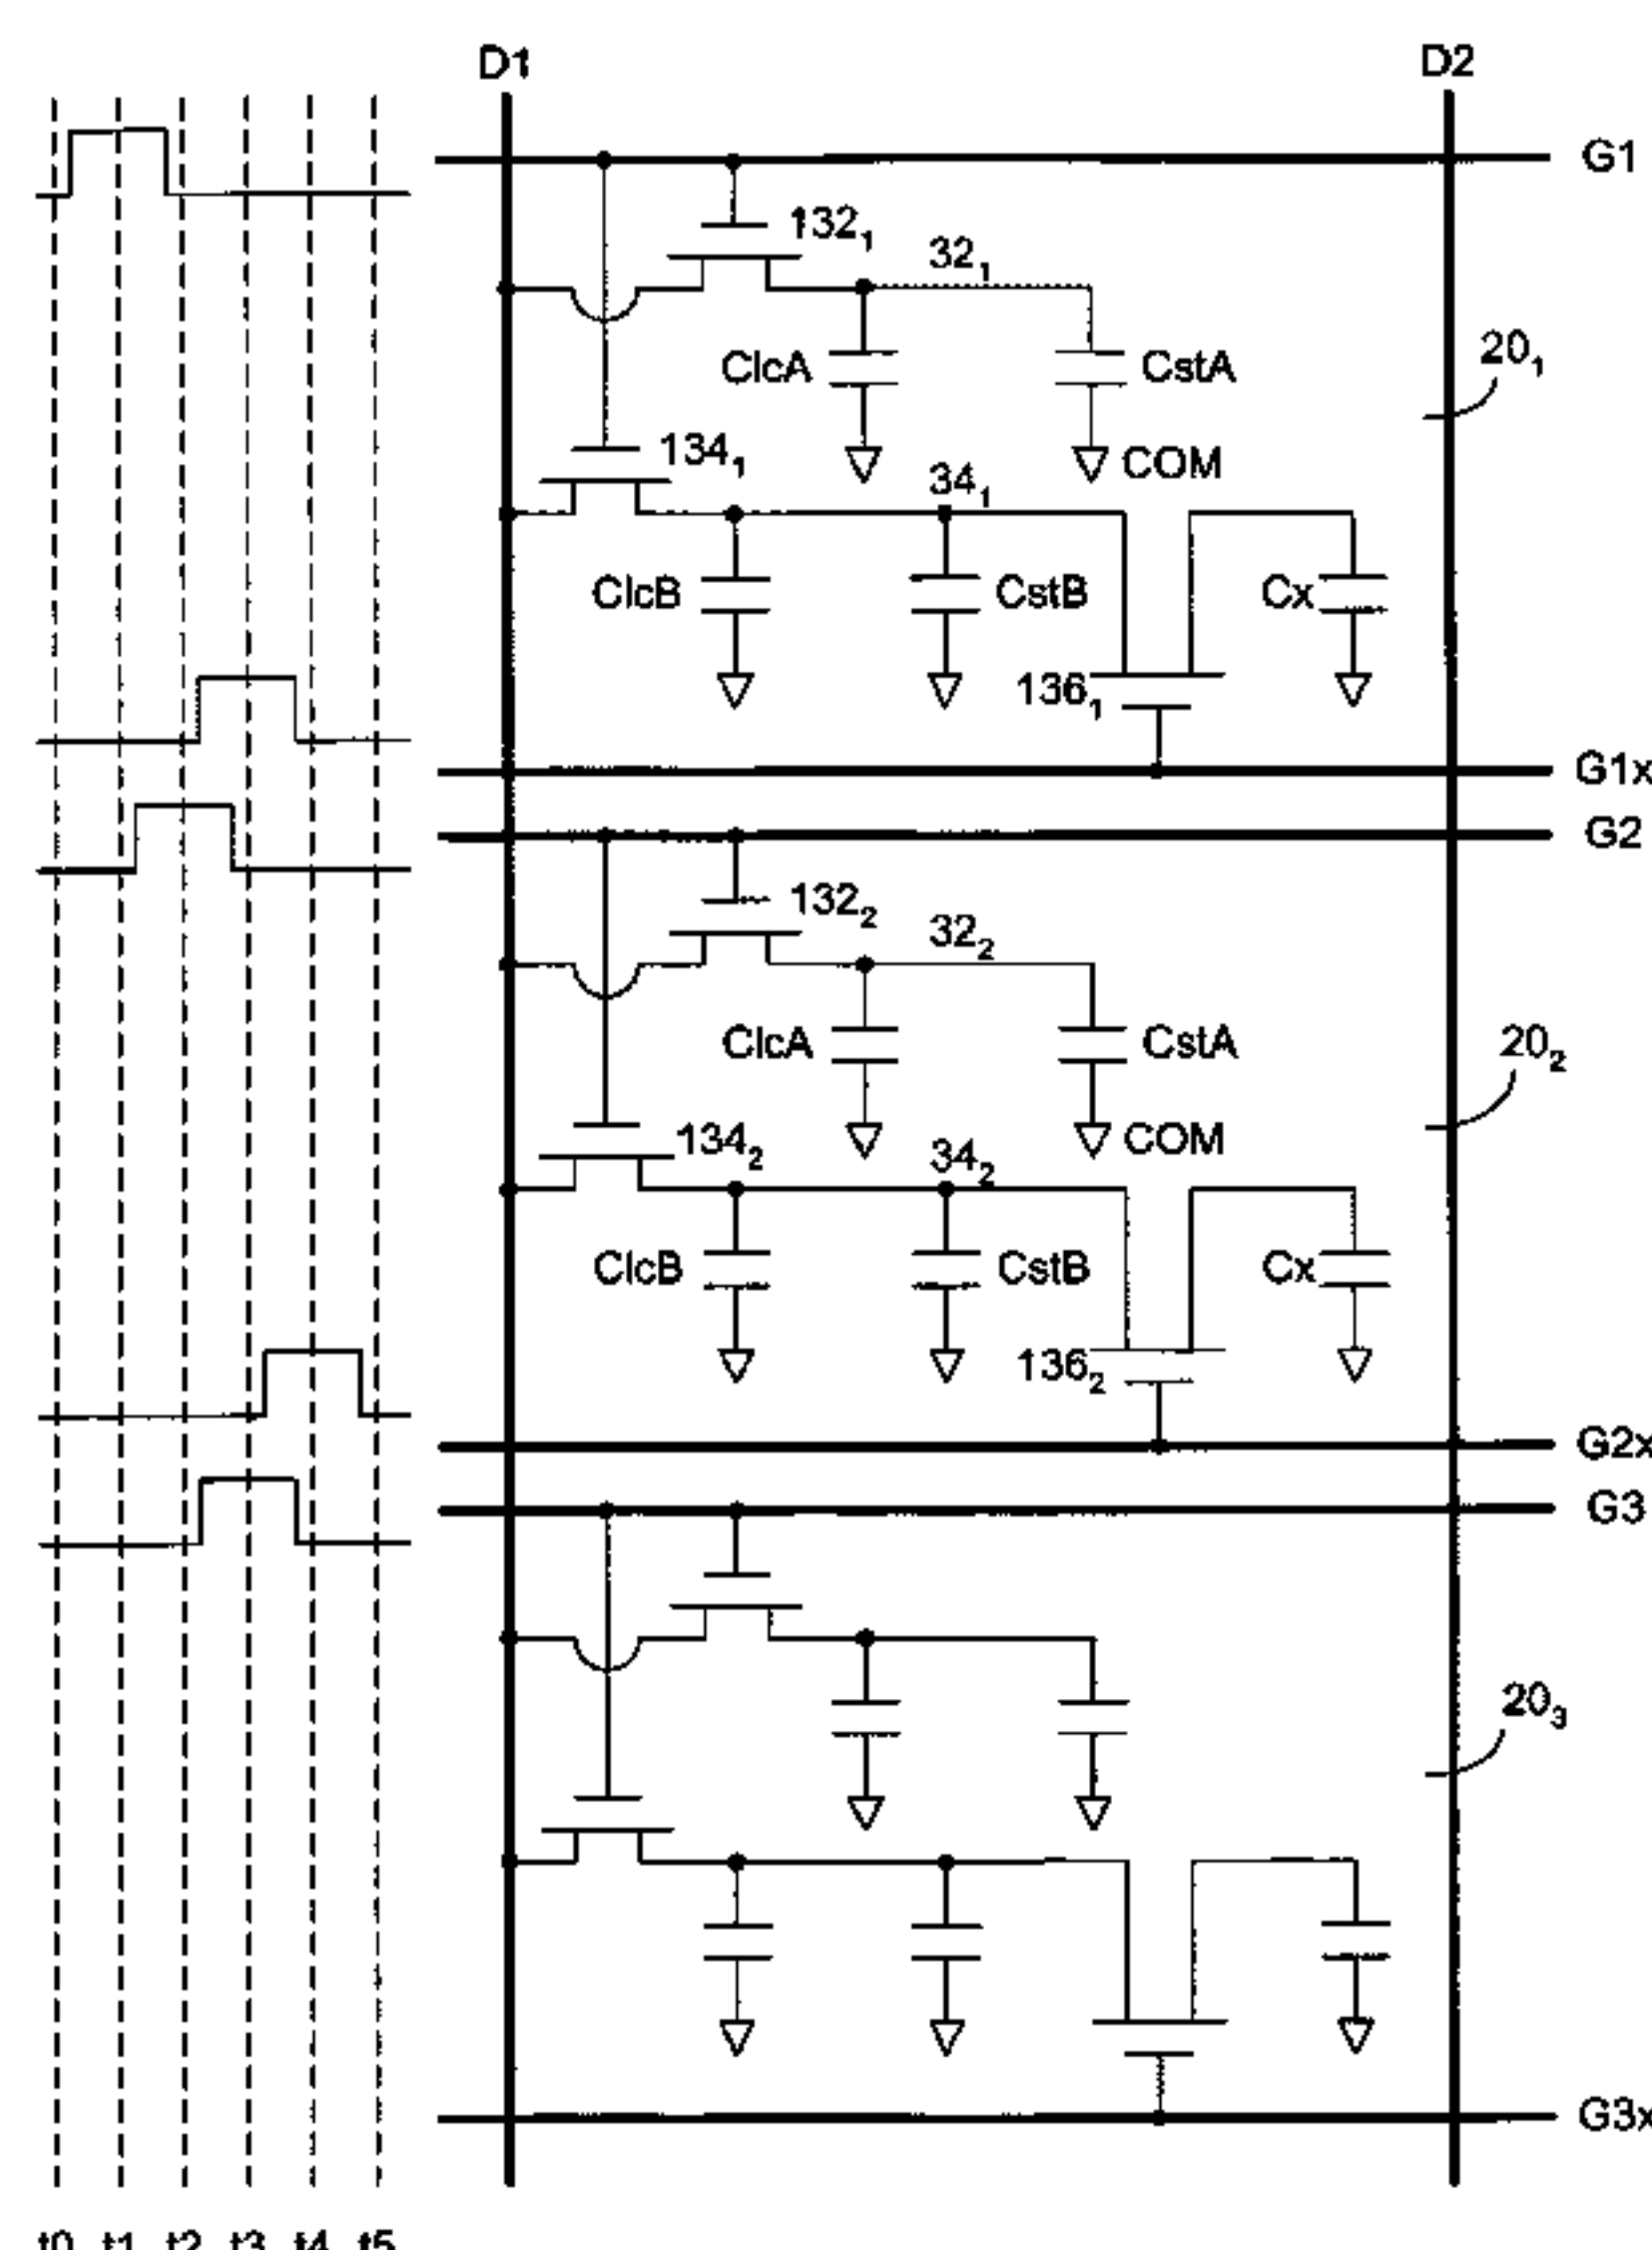 D1 D2
G1
132₁
32₁
20₁
ClcA CstA
134₁
34₁ COM
ClcB CstB Cx
136₁
G1x
G2
132₂
32₂
20₂
ClcA CstA
134₂
34₂ COM
ClcB CstB Cx
136₂
G2x
G3
20₃
G3x
t0 t1 t2 t3 t4 t5